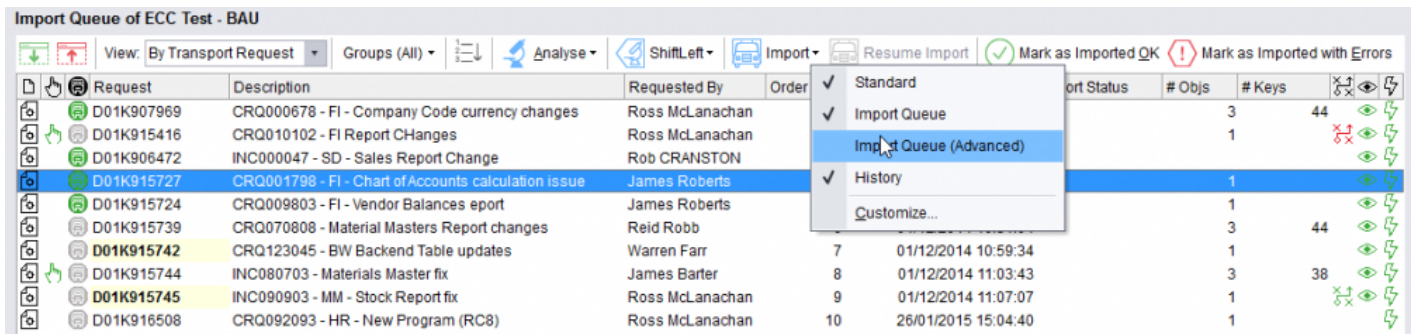 Import Queue of ECC Test - BAU
View: By Transport Request Groups (All) Analyse ShiftLeft Import Resume Import Mark as Imported OK Mark as Imported with Errors
Request Description Requested By Order ort Status # Objs # Keys
Standard
Import Queue
Import Queue (Advanced)
History
Customize...
D01K907969 CRQ000678 - FI - Company Code currency changes Ross McLanachan 3 44
D01K915416 CRQ010102 - FI Report CHanges Ross McLanachan 1
D01K906472 INC000047 - SD - Sales Report Change Rob CRANSTON
D01K915727 CRQ001798 - FI - Chart of Accounts calculation issue James Roberts 1
D01K915724 CRQ009803 - FI - Vendor Balances eport James Roberts 1
D01K915739 CRQ070808 - Material Masters Report changes Reid Robb 3 44
D01K915742 CRQ123045 - BW Backend Table updates Warren Farr 7 01/12/2014 10:59:34 1
D01K915744 INC080703 - Materials Master fix James Barter 8 01/12/2014 11:03:43 3 38
D01K915745 INC090903 - MM - Stock Report fix Ross McLanachan 9 01/12/2014 11:07:07 1
D01K916508 CRQ092093 - HR - New Program (RC8) Ross McLanachan 10 26/01/2015 15:04:40 1